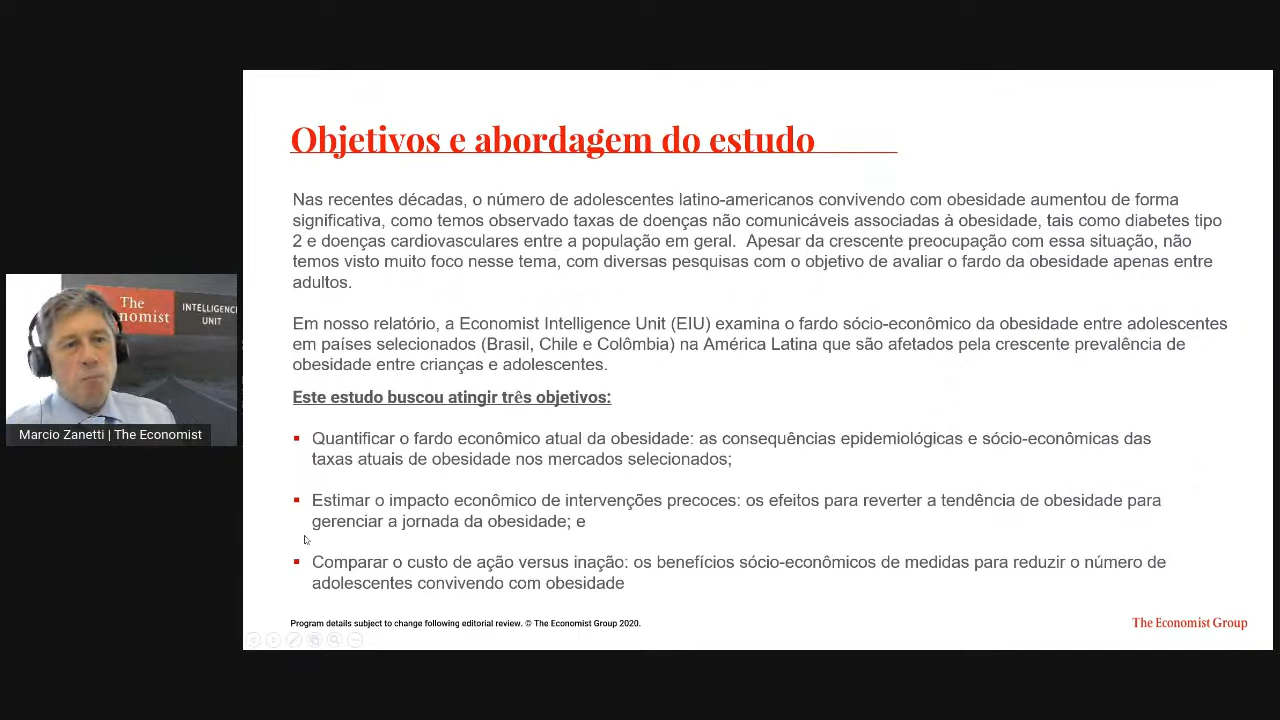 Objetivos e abordagem do estudo
Nas recentes décadas, o número de adolescentes latino-americanos convivendo com obesidade aumentou de forma
significativa, como temos observado taxas de doenças não comunicáveis associadas à obesidade, tais como diabetes tipo
2 e doenças cardiovasculares entre a população em geral.  Apesar da crescente preocupação com essa situação, não
temos visto muito foco nesse tema, com diversas pesquisas com o objetivo de avaliar o fardo da obesidade apenas entre
adultos.
Em nosso relatório, a Economist Intelligence Unit (EIU) examina o fardo sócio-econômico da obesidade entre adolescentes
em países selecionados (Brasil, Chile e Colômbia) na América Latina que são afetados pela crescente prevalência de
obesidade entre crianças e adolescentes.
Este estudo buscou atingir três objetivos:
Quantificar o fardo econômico atual da obesidade: as consequências epidemiológicas e sócio-econômicas das
taxas atuais de obesidade nos mercados selecionados;
Estimar o impacto econômico de intervenções precoces: os efeitos para reverter a tendência de obesidade para
gerenciar a jornada da obesidade; e
Comparar o custo de ação versus inação: os benefícios sócio-econômicos de medidas para reduzir o número de
adolescentes convivendo com obesidade
Program details subject to change following editorial review. © The Economist Group 2020.
The Economist Group
The
INTELLIGENCE
UNIT
Marcio Zanetti | The Economist